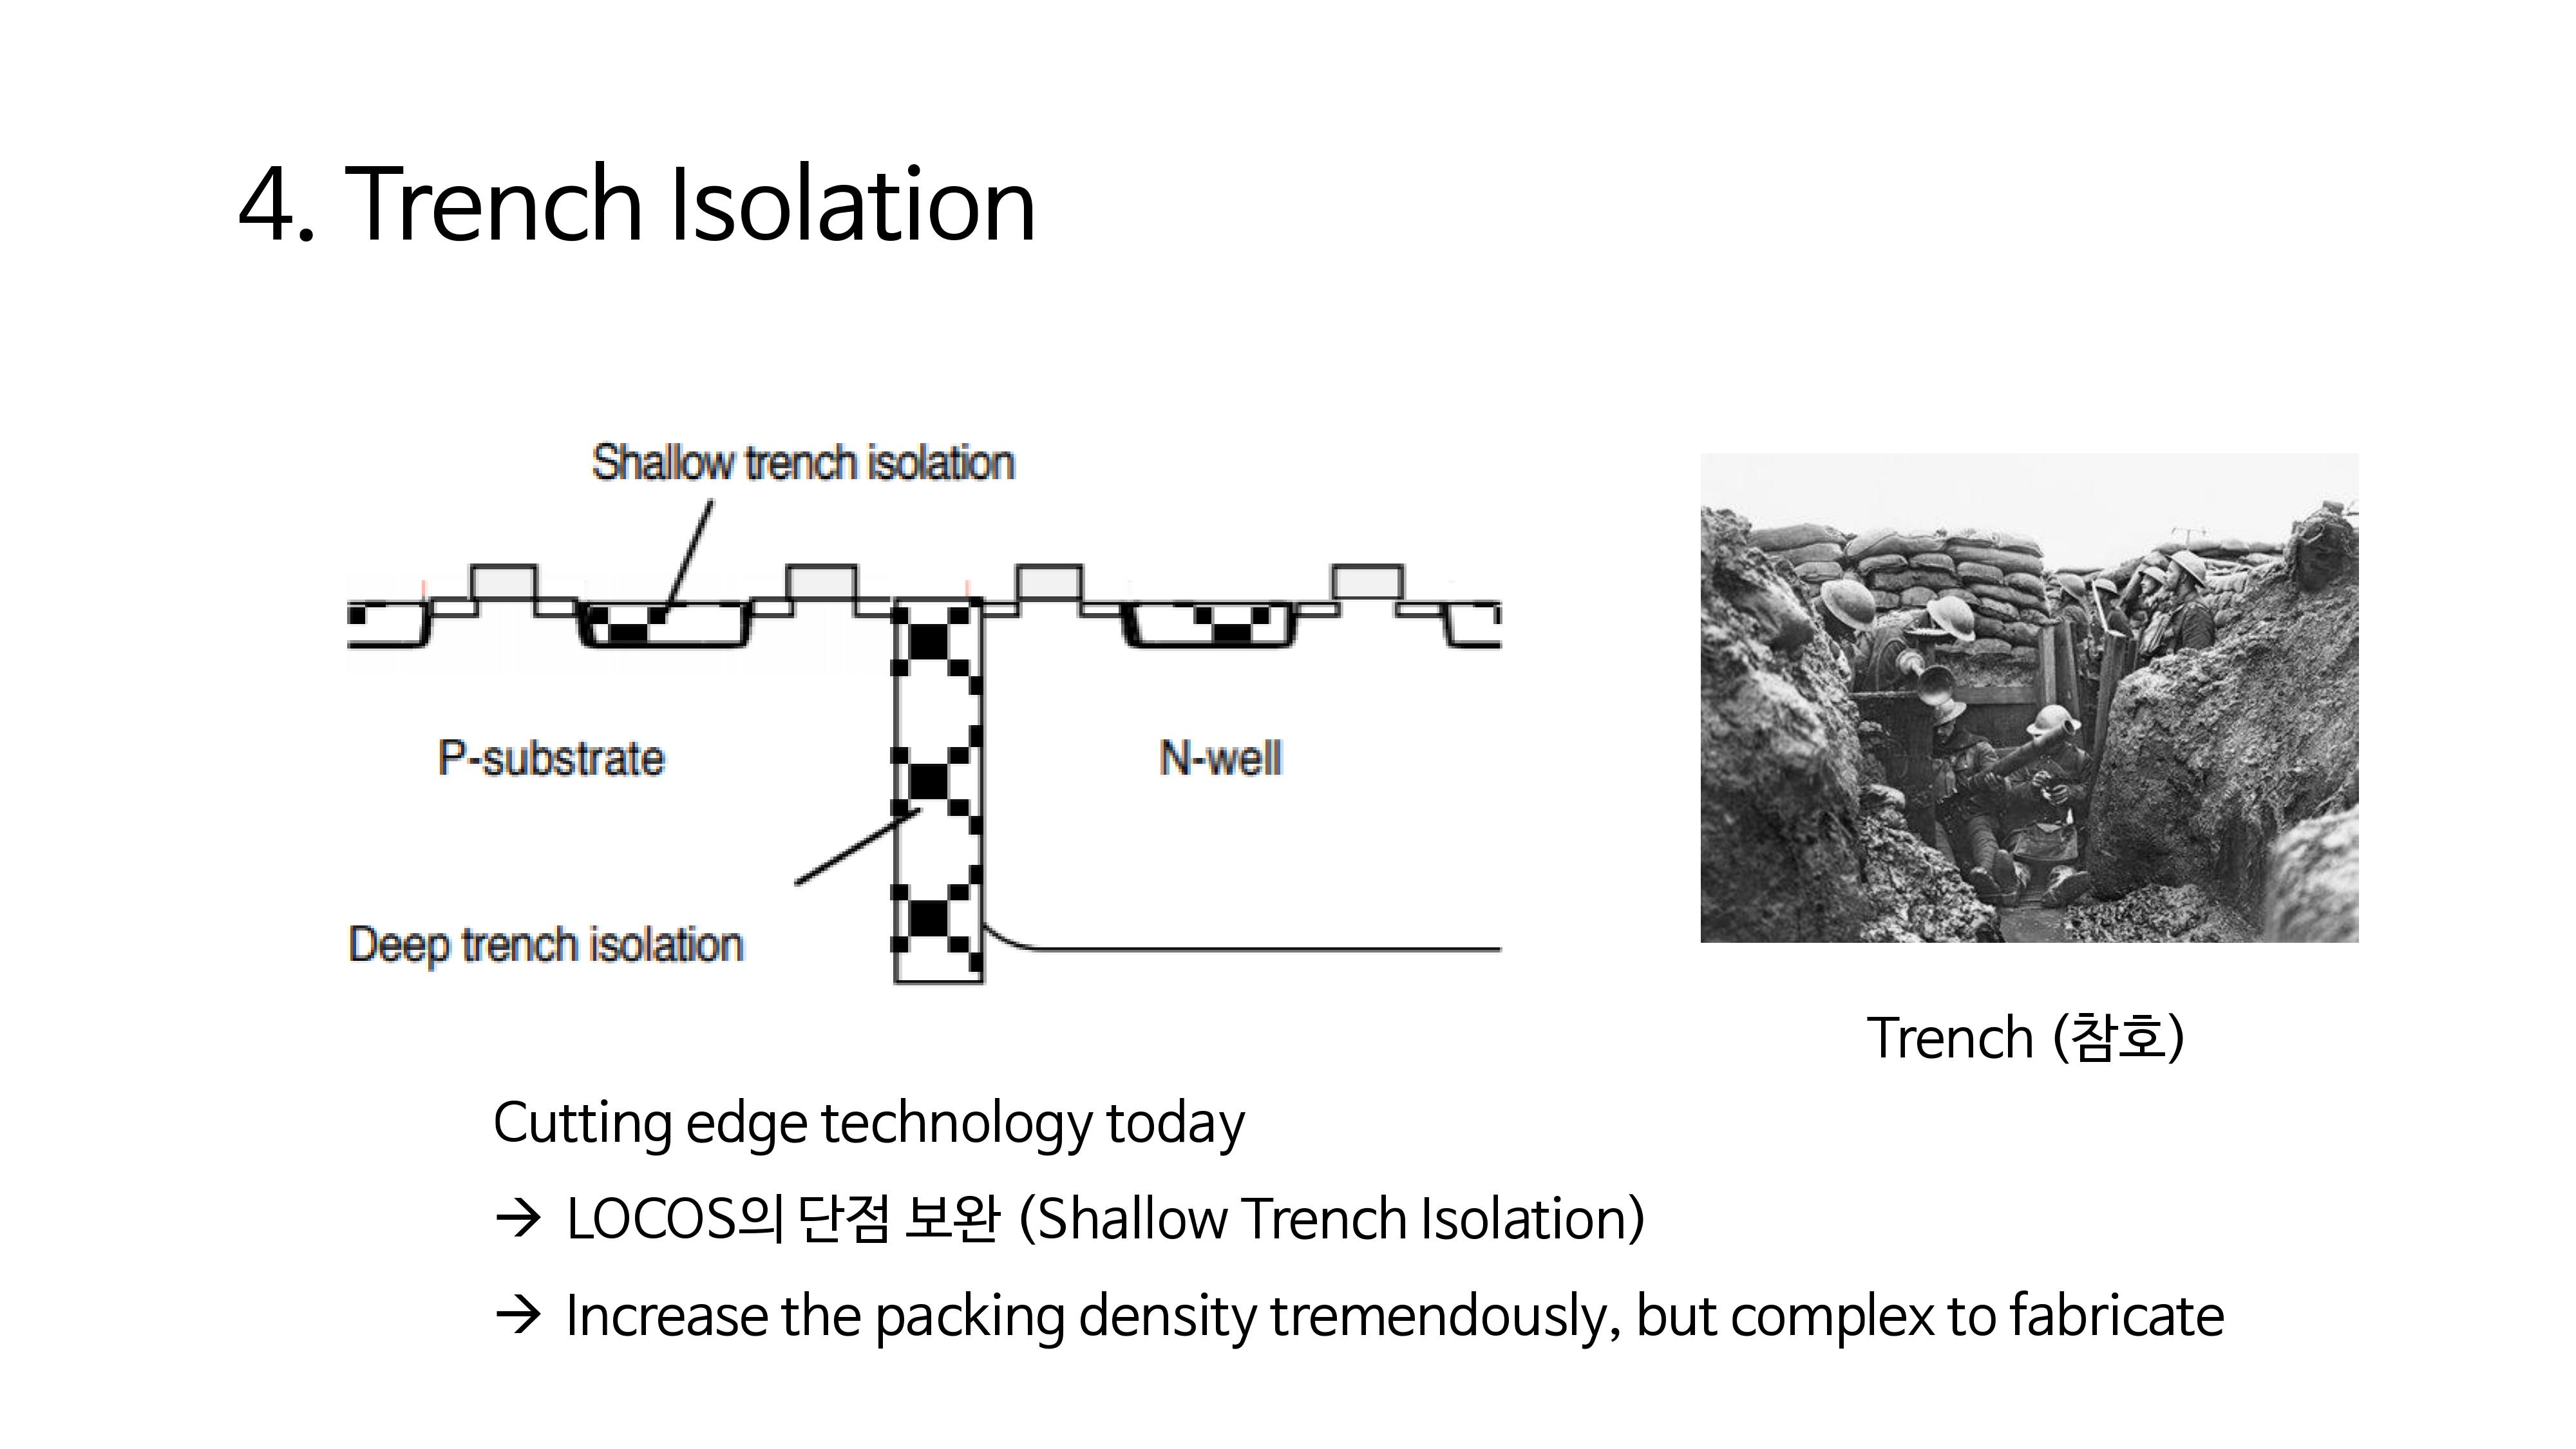 4. Trench Isolation
Shallow trench isolation
P-substrate
N-well
Deep trench isolation
Trench (참호)
Cutting edge technology today
→ LOCOS의 단점 보완 (Shallow Trench Isolation)
→ Increase the packing density tremendously, but complex to fabricate